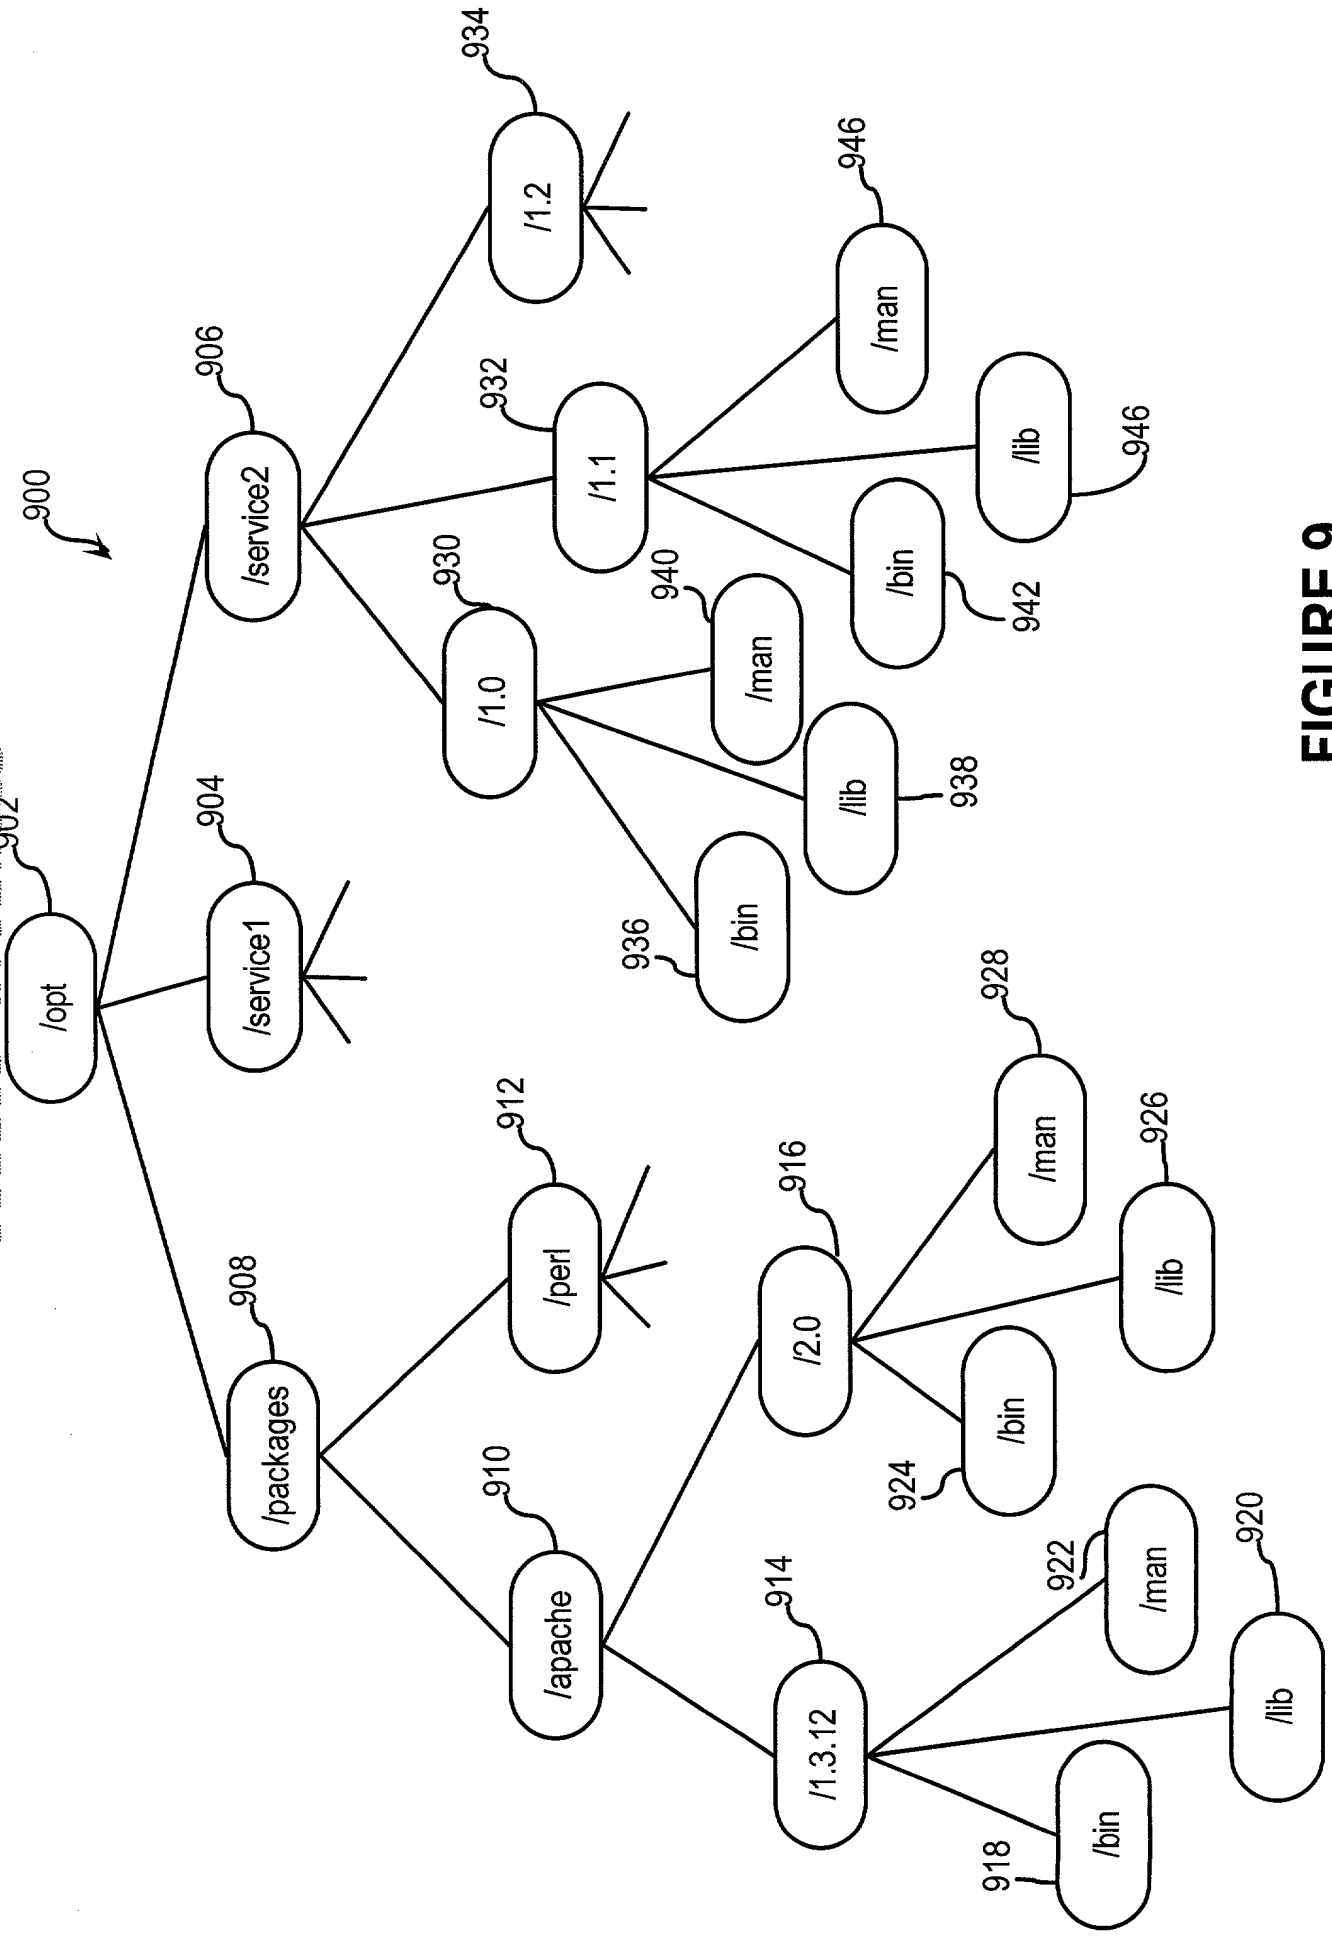 900
902
/opt
908
/packages
904
/service1
906
/service2
910
/apache
912
/perl
930
/1.0
932
/1.1
934
/1.2
914
/1.3.12
916
/2.0
936
/bin
938
/lib
940
/man
942
/bin
946
/lib
946
/man
918
/bin
920
/lib
922
/man
924
/bin
926
/lib
928
/man
FIGURE 9